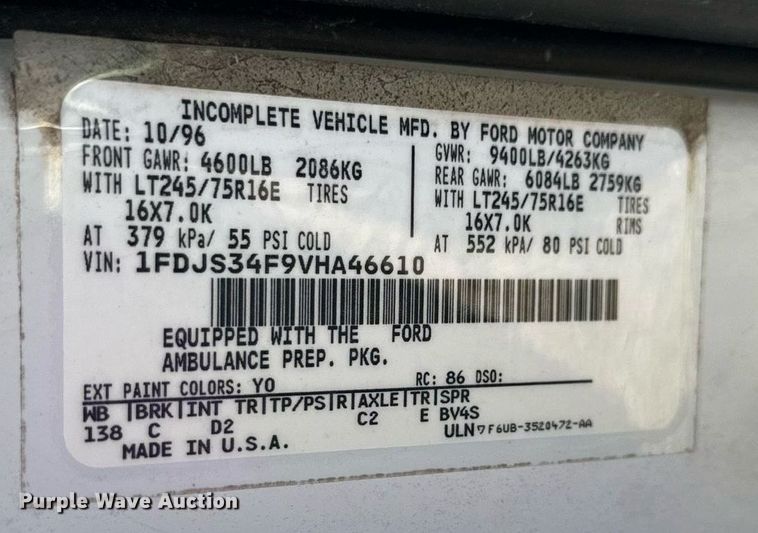 INCOMPLETE VEHICLE MFD. BY FORD MOTOR COMPANY
DATE: 10/96 GVWR: 9400LB/4263KG
FRONT GAWR: 4600LB 2086KG REAR GAWR: 6084LB 2759KG
WITH LT245/75R16E TIRES WITH LT245/75R16E TIRES
16X7.0K 16X7.0K RIMS
AT 379 kPa/ 55 PSI COLD AT 552 kPa/ 80 PSI COLD
VIN: 1FDJS34F9VHA46610
EQUIPPED WITH THE FORD
AMBULANCE PREP. PKG.
EXT PAINT COLORS: YO RC: 86 DSO:
WB |BRK|INT TR|TP/PS|R|AXLE|TR|SPR
138 C D2 C2 E BV4S
MADE IN U.S.A. ULN7F6UB-3520472-AA
Purple Wave Auction